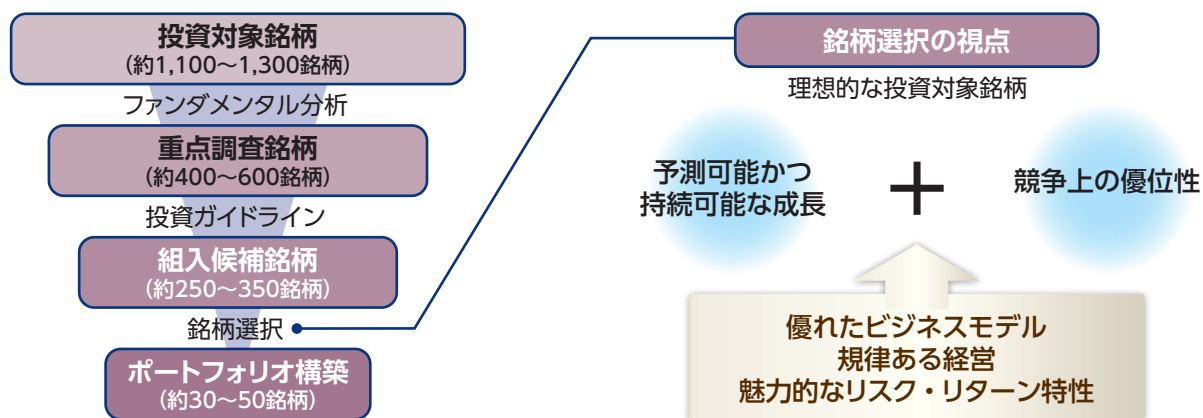 投資対象銘柄
(約1,100～1,300銘柄)
ファンダメンタル分析
重点調査銘柄
(約400～600銘柄)
投資ガイドライン
組入候補銘柄
(約250～350銘柄)
銘柄選択
ポートフォリオ構築
(約30～50銘柄)
銘柄選択の視点
理想的な投資対象銘柄
予測可能かつ
持続可能な成長
＋
競争上の優位性
優れたビジネスモデル
規律ある経営
魅力的なリスク・リターン特性